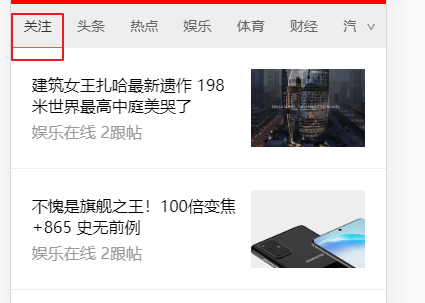 关注 头条 热点 娱乐 体育 财经 汽
建筑女王扎哈最新遗作 198
米世界最高中庭美哭了
娱乐在线 2跟帖
不愧是旗舰之王！100倍变焦
+865 史无前例
娱乐在线 2跟帖